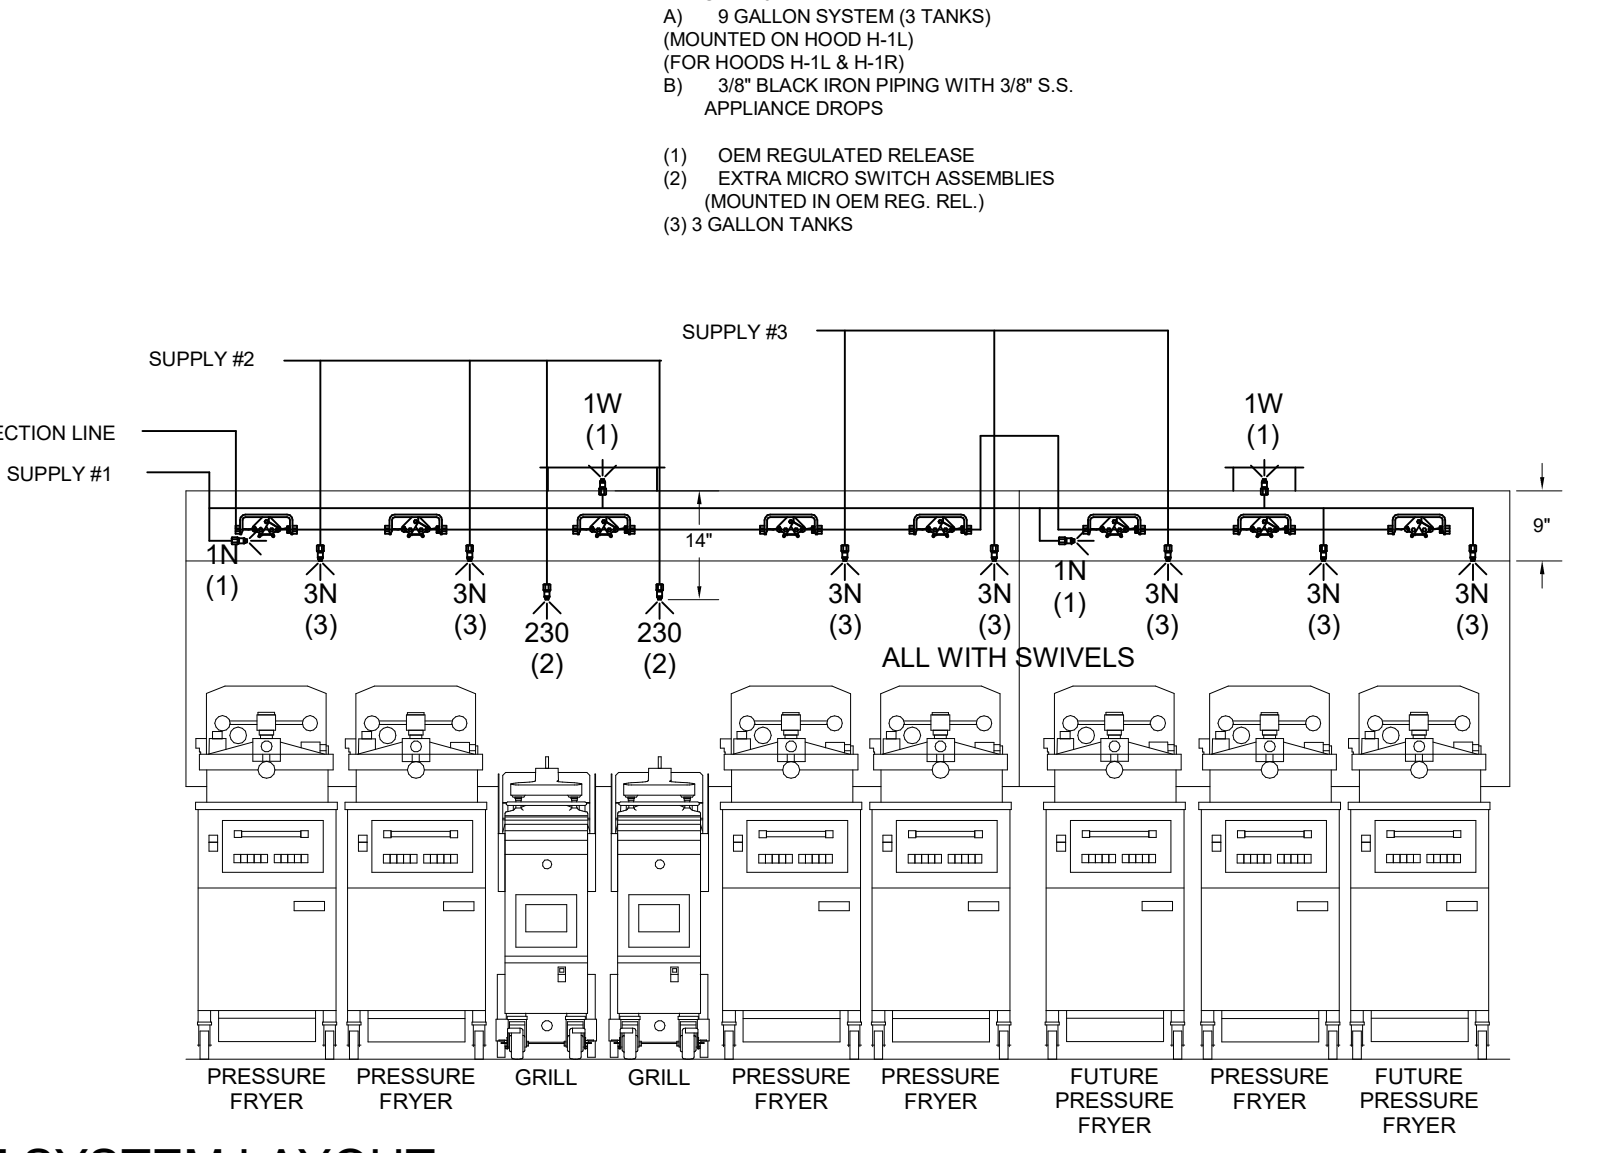 A) 9 GALLON SYSTEM (3 TANKS)
(MOUNTED ON HOOD H-1L)
(FOR HOODS H-1L & H-1R)
B) 3/8" BLACK IRON PIPING WITH 3/8" S.S.
APPLIANCE DROPS
(1) OEM REGULATED RELEASE
(2) EXTRA MICRO SWITCH ASSEMBLIES
(MOUNTED IN OEM REG. REL.)
(3) 3 GALLON TANKS
SUPPLY #3
SUPPLY #2
1W
(1)
1W
(1)
ECTION LINE
SUPPLY #1
14"
9"
1N
(1)
3N
(3)
3N
(3)
230
(2)
230
(2)
3N
(3)
3N
(3)
1N
(1)
3N
(3)
3N
(3)
3N
(3)
ALL WITH SWIVELS
PRESSURE
FRYER
PRESSURE
FRYER
GRILL
GRILL
PRESSURE
FRYER
PRESSURE
FRYER
FUTURE
PRESSURE
FRYER
PRESSURE
FRYER
FUTURE
PRESSURE
FRYER
SYSTEM LAYOUT